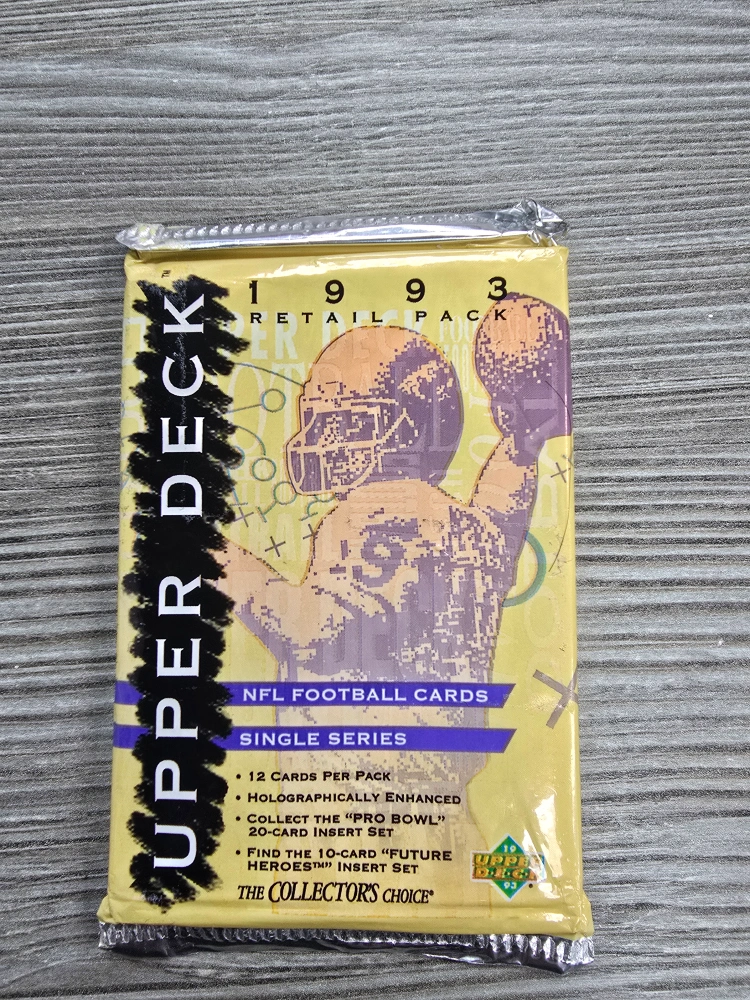 UPPER DECK™
1 9 9 3
RETAIL PACK
NFL FOOTBALL CARDS
SINGLE SERIES
• 12 CARDS PER PACK
• HOLOGRAPHICALLY ENHANCED
• COLLECT THE “PRO BOWL”
20-CARD INSERT SET
• FIND THE 10-CARD “FUTURE
HEROES™” INSERT SET
THE COLLECTOR'S CHOICE®
19
UPPER
DECK
93